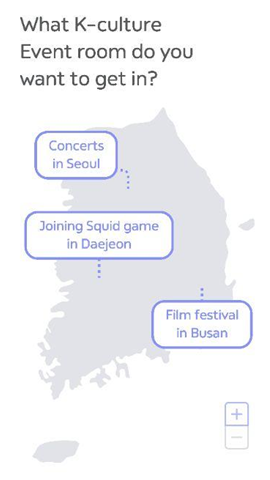 What K-culture
Event room do you
want to get in?
Concerts
in Seoul
Joining Squid game
in Daejeon
Film festival
in Busan
+
−